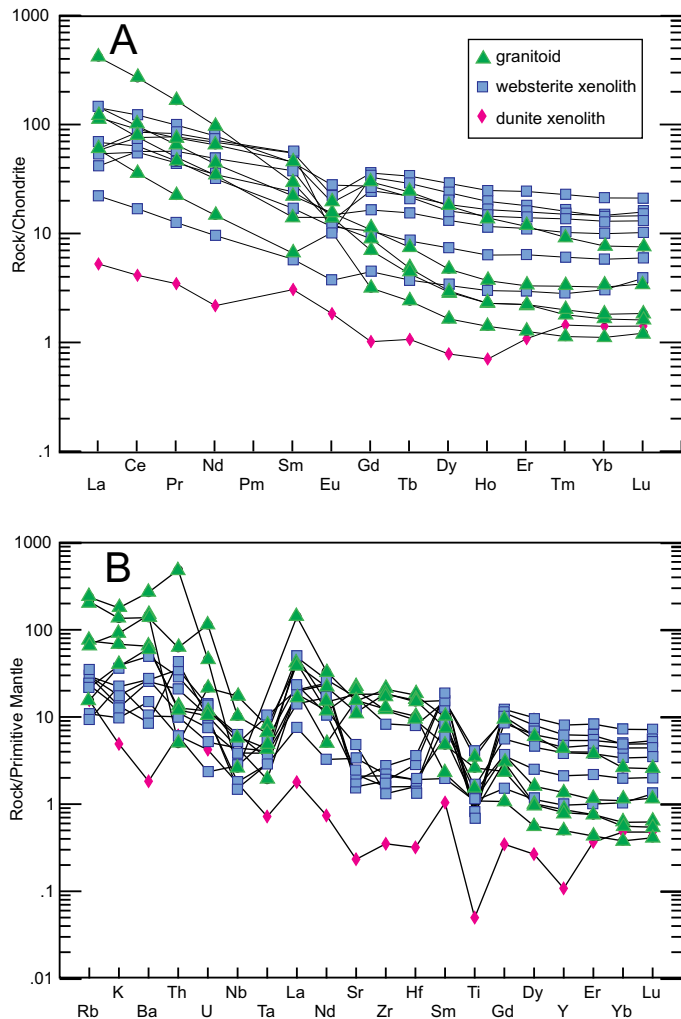 A
granitoid
websterite xenolith
dunite xenolith
Rock/Chondrite
1000
100
10
1
.1
Ce Nd Sm Gd Dy Er Yb
La Pr Pm Eu Tb Ho Tm Lu
B
Rock/Primitive Mantle
1000
100
10
1
.1
.01
K Th Nb La Sr Hf Ti Dy Er Lu
Rb Ba U Ta Nd Zr Sm Gd Y Yb